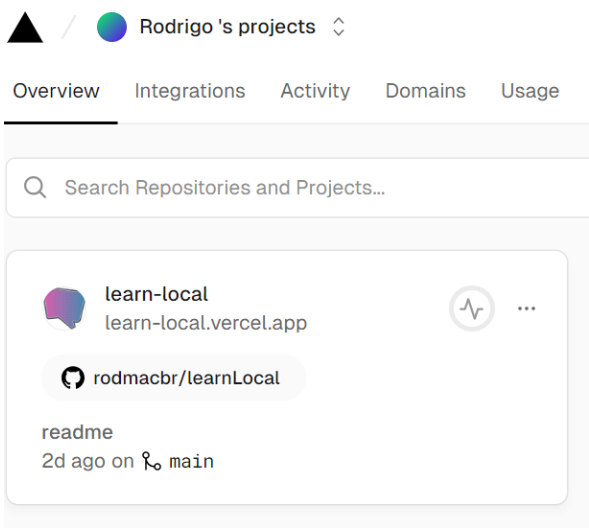 Rodrigo 's projects
Overview Integrations Activity Domains Usage
Search Repositories and Projects...
learn-local
learn-local.vercel.app
rodmacbr/learnLocal
readme
2d ago on main